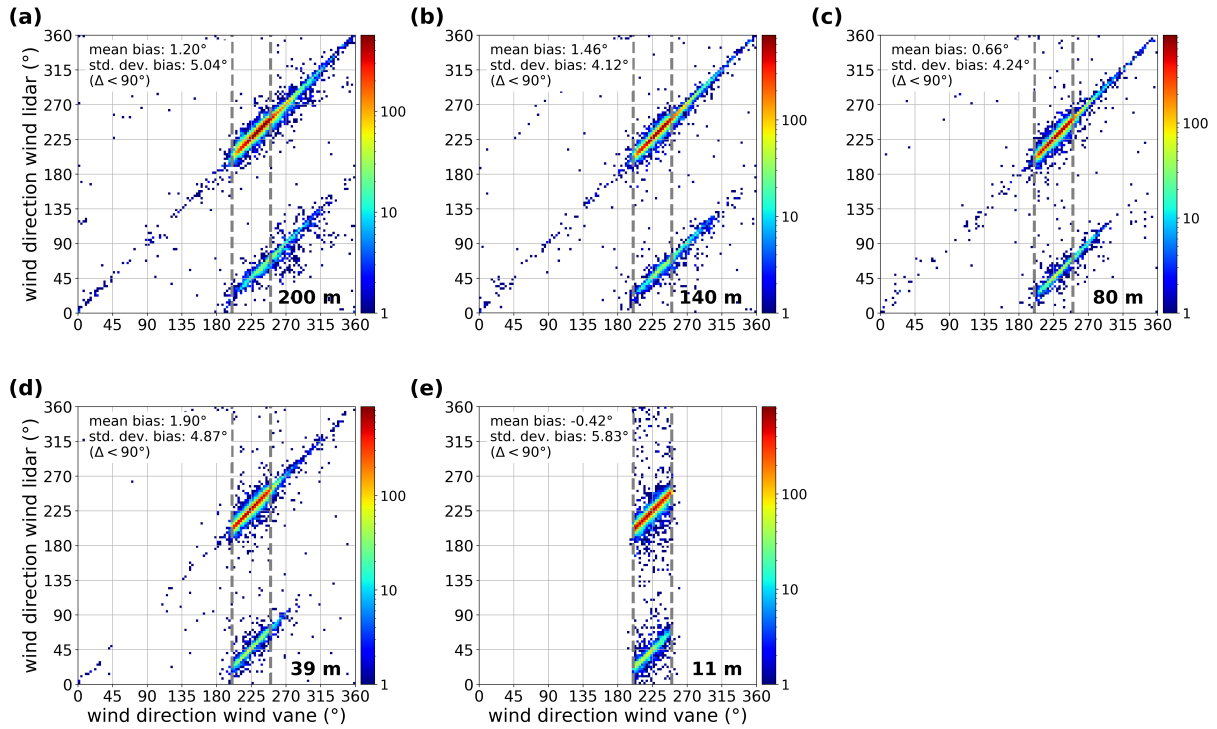 (a)
mean bias: 1.20°
std. dev. bias: 5.04°
(Δ < 90°)
200 m
wind direction wind lidar (°)
360
315
270
225
180
135
90
45
0
0 45 90 135 180 225 270 315 360
100
10
1
(b)
mean bias: 1.46°
std. dev. bias: 4.12°
(Δ < 90°)
140 m
360
315
270
225
180
135
90
45
0
0 45 90 135 180 225 270 315 360
100
10
1
(c)
mean bias: 0.66°
std. dev. bias: 4.24°
(Δ < 90°)
80 m
360
315
270
225
180
135
90
45
0
0 45 90 135 180 225 270 315 360
100
10
1
(d)
mean bias: 1.90°
std. dev. bias: 4.87°
(Δ < 90°)
39 m
wind direction wind lidar (°)
360
315
270
225
180
135
90
45
0
0 45 90 135 180 225 270 315 360
wind direction wind vane (°)
100
10
1
(e)
mean bias: -0.42°
std. dev. bias: 5.83°
(Δ < 90°)
11 m
360
315
270
225
180
135
90
45
0
0 45 90 135 180 225 270 315 360
wind direction wind vane (°)
100
10
1